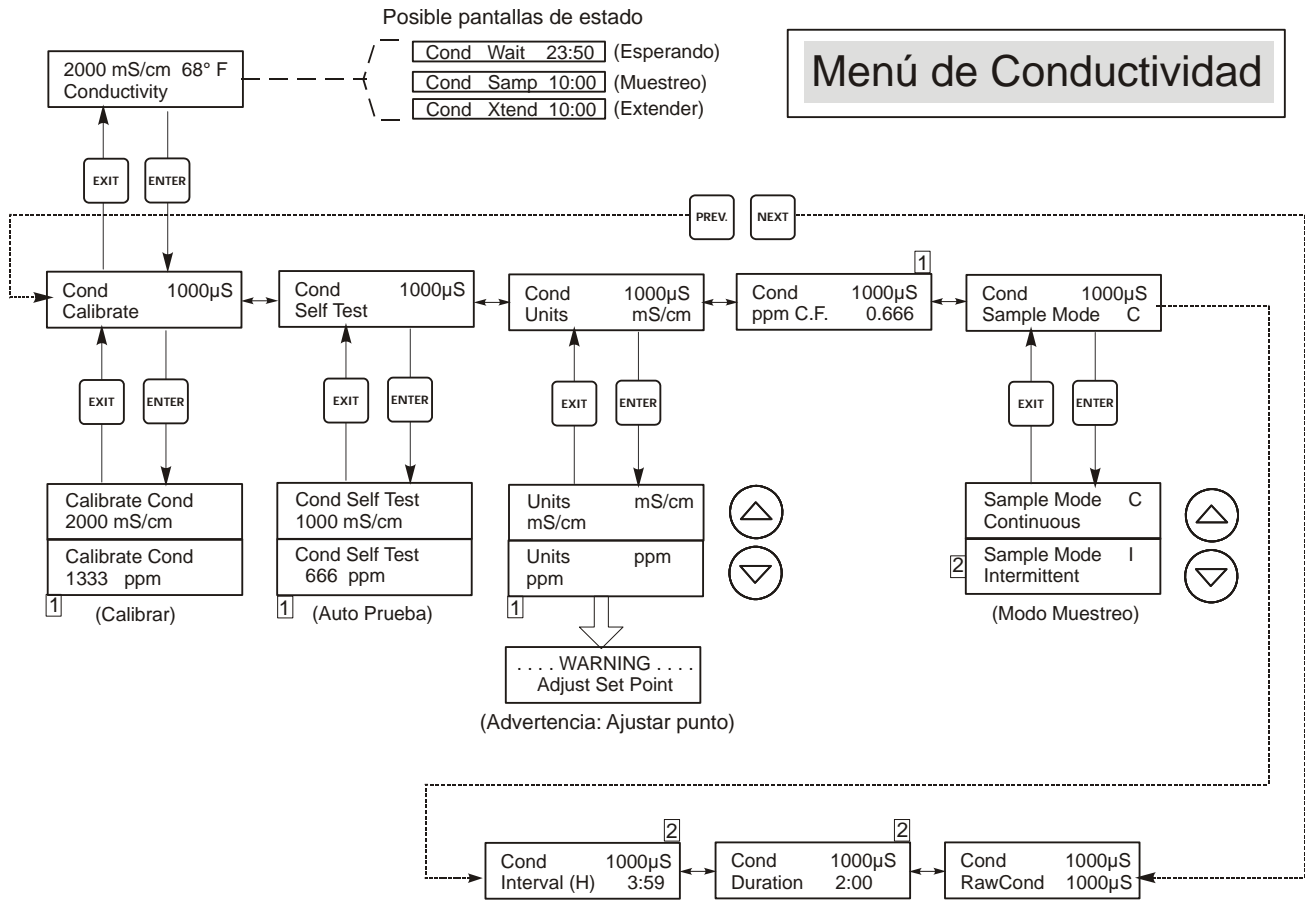 Posible pantallas de estado
Menú de Conductividad
2000 mS/cm 68° F
Conductivity
Cond Wait 23:50 (Esperando)
Cond Samp 10:00 (Muestreo)
Cond Xtend 10:00 (Extender)
EXIT
ENTER
PREV.
NEXT
Cond 1000µS
Calibrate
Cond 1000µS
Self Test
Cond 1000µS
Units mS/cm
1
Cond 1000µS
ppm C.F. 0.666
Cond 1000µS
Sample Mode C
EXIT
ENTER
EXIT
ENTER
EXIT
ENTER
EXIT
ENTER
Calibrate Cond
2000 mS/cm
Calibrate Cond
1333 ppm
1
(Calibrar)
Cond Self Test
1000 mS/cm
Cond Self Test
666 ppm
1
(Auto Prueba)
Units mS/cm
mS/cm
Units ppm
ppm
1
. . . . WARNING . . . .
Adjust Set Point
(Advertencia: Ajustar punto)
Sample Mode C
Continuous
Sample Mode I
Intermittent
2
(Modo Muestreo)
2
Cond 1000µS
Interval (H) 3:59
2
Cond 1000µS
Duration 2:00
Cond 1000µS
RawCond 1000µS